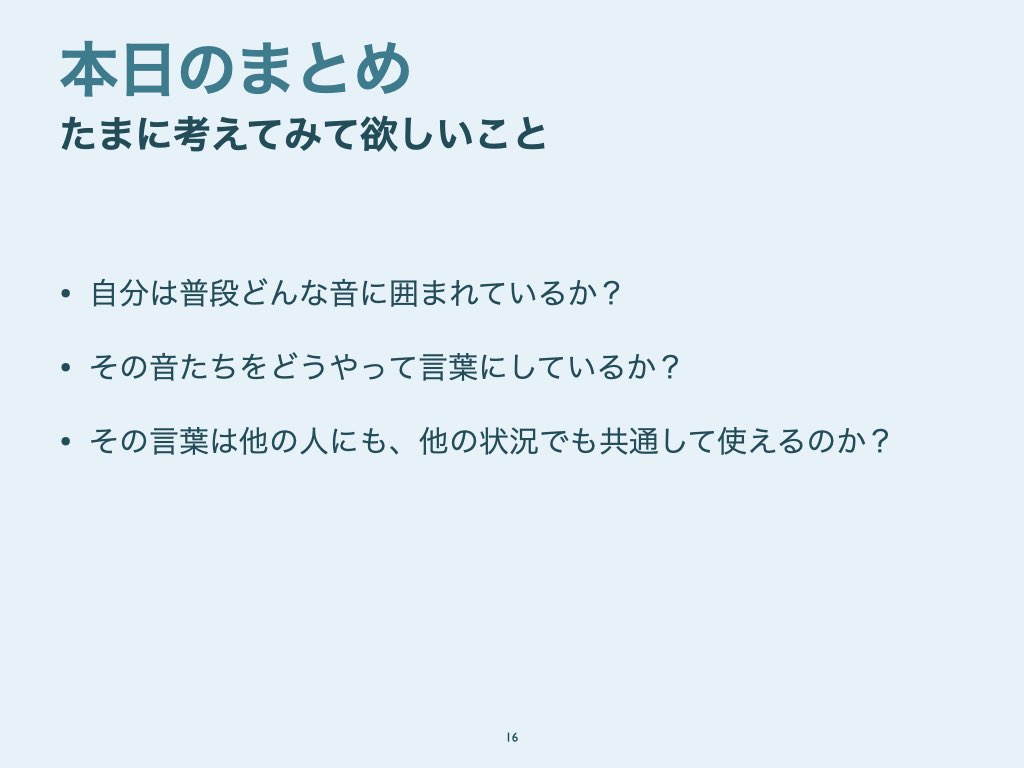 本日のまとめ
たまに考えてみて欲しいこと
• 自分は普段どんな音に囲まれているか？
• その音たちをどうやって言葉にしているか？
• その言葉は他の人にも、他の状況でも共通して使えるのか？
16